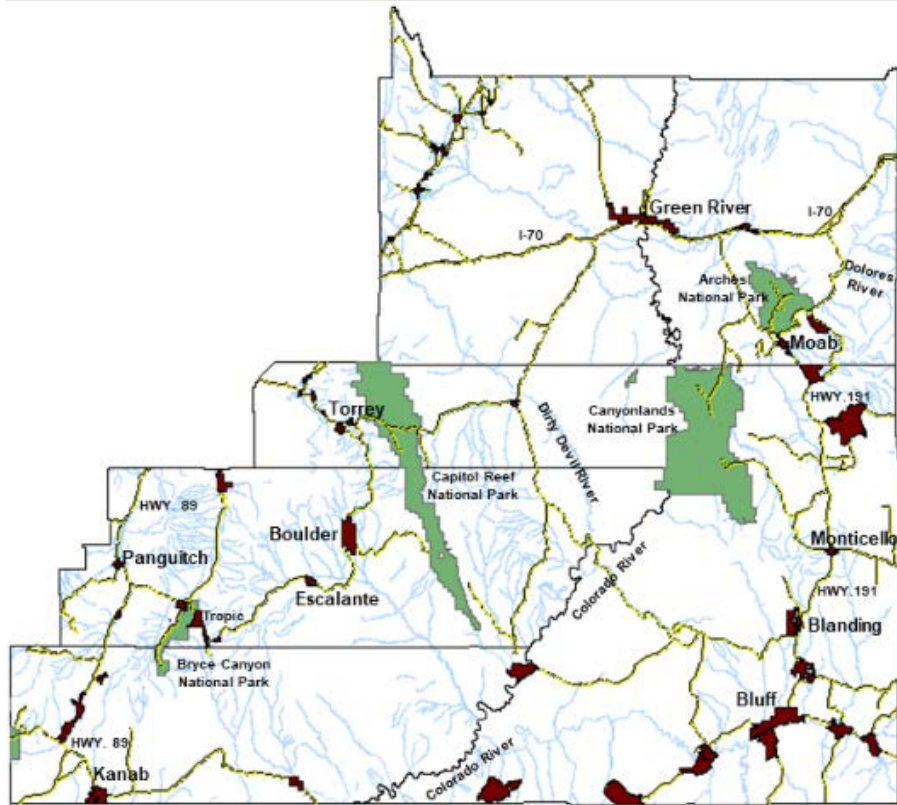 Green River
I-70
I-70
Arches
National Park
Dolores
River
Moab
HWY. 191
Canyonlands
National Park
Torrey
Dirty Devil River
Capitol Reef
National Park
HWY. 89
Boulder
Panguitch
Escalante
Tropic
Colorado River
Monticello
HWY.191
Blanding
Bryce Canyon
National Park
Bluff
HWY. 89
Kanab
Colorado River